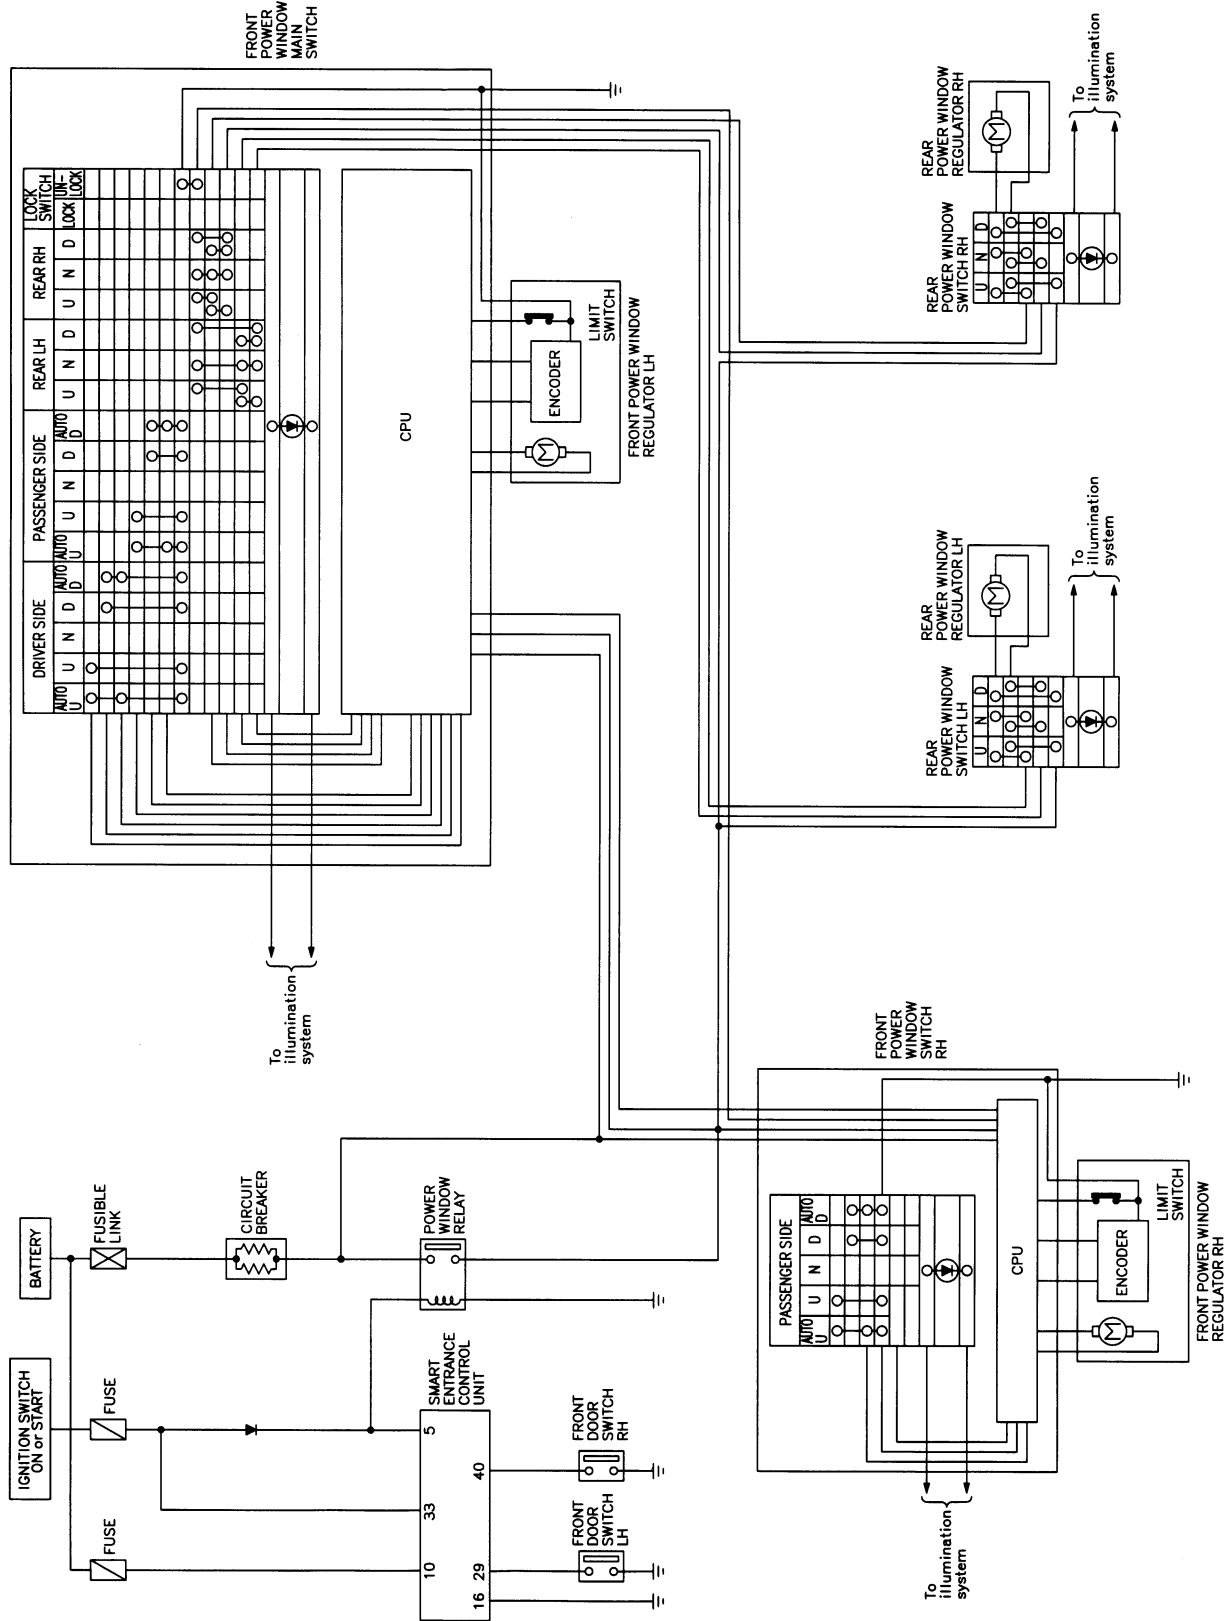 BATTERY
FUSIBLE
LINK
CIRCUIT
BREAKER
POWER
WINDOW
RELAY
IGNITION SWITCH
ON or START
FUSE
FUSE
SMART
ENTRANCE
CONTROL
UNIT
5
33
10
40
29
16
FRONT
DOOR
SWITCH
RH
FRONT
DOOR
SWITCH
LH
FRONT
POWER
WINDOW
MAIN
SWITCH
DRIVER SIDE
PASSENGER SIDE
REAR LH
REAR RH
LOCK
SWITCH
AUTO
U
U
N
D
AUTO
D
AUTO
U
U
N
D
AUTO
D
U
N
D
U
N
D
LOCK
UN-
LOCK
CPU
To
illumination
system
ENCODER
M
LIMIT
SWITCH
FRONT POWER WINDOW
REGULATOR LH
FRONT
POWER
WINDOW
SWITCH
RH
PASSENGER SIDE
AUTO
U
U
N
D
AUTO
D
CPU
To
illumination
system
ENCODER
M
LIMIT
SWITCH
FRONT POWER WINDOW
REGULATOR RH
REAR
POWER WINDOW
REGULATOR LH
M
REAR
POWER WINDOW
SWITCH LH
U
N
D
To
illumination
system
REAR
POWER WINDOW
REGULATOR RH
M
REAR
POWER WINDOW
SWITCH RH
U
N
D
To
illumination
system